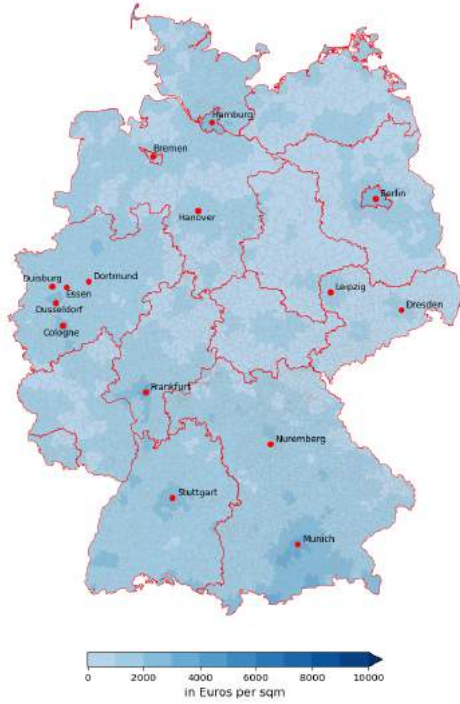 Hamburg
Bremen
Berlin
Hanover
Duisburg
Dortmund
Essen
Dusseldorf
Cologne
Leipzig
Dresden
Frankfurt
Nuremberg
Stuttgart
Munich
0 2000 4000 6000 8000 10000
in Euros per sqm